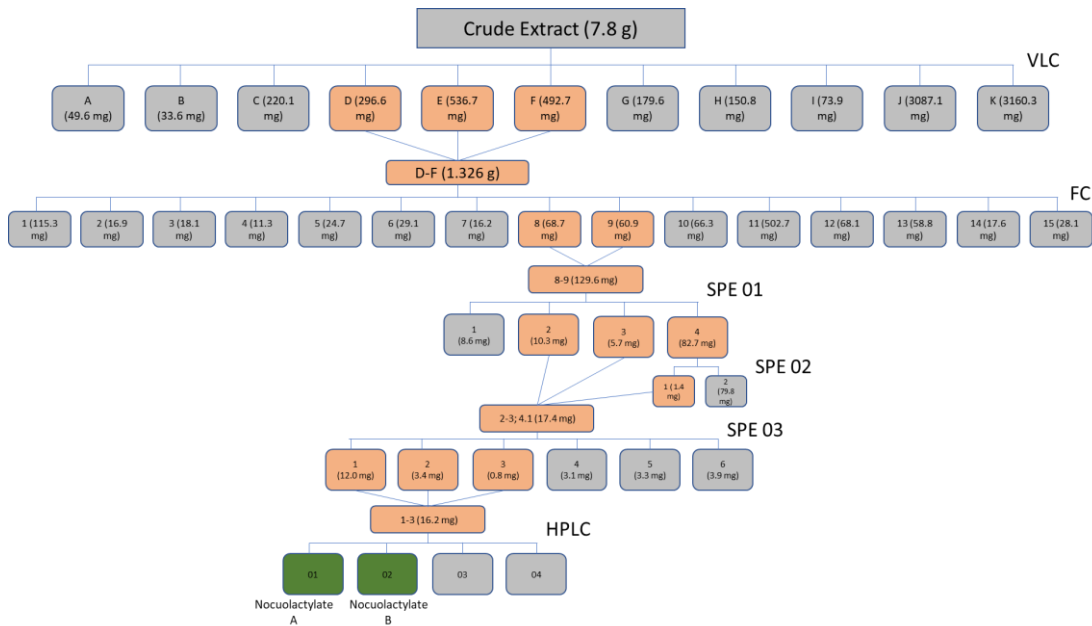 Crude Extract (7.8 g)
VLC
A
(49.6 mg)
B
(33.6 mg)
C (220.1
mg)
D (296.6
mg)
E (536.7
mg)
F (492.7
mg)
G (179.6
mg)
H (150.8
mg)
I (73.9
mg)
J (3087.1
mg)
K (3160.3
mg)
D-F (1.326 g)
FC
1 (115.3
mg)
2 (16.9
mg)
3 (18.1
mg)
4 (11.3
mg)
5 (24.7
mg)
6 (29.1
mg)
7 (16.2
mg)
8 (68.7
mg)
9 (60.9
mg)
10 (66.3
mg)
11 (502.7
mg)
12 (68.1
mg)
13 (58.8
mg)
14 (17.6
mg)
15 (28.1
mg)
8-9 (129.6 mg)
SPE 01
1
(8.6 mg)
2
(10.3 mg)
3
(5.7 mg)
4
(82.7 mg)
SPE 02
1 (1.4
mg)
2
(79.8
mg)
2-3; 4.1 (17.4 mg)
SPE 03
1
(12.0 mg)
2
(3.4 mg)
3
(0.8 mg)
4
(3.1 mg)
5
(3.3 mg)
6
(3.9 mg)
1-3 (16.2 mg)
HPLC
01
02
03
04
Nocuolactylate
A
Nocuolactylate
B